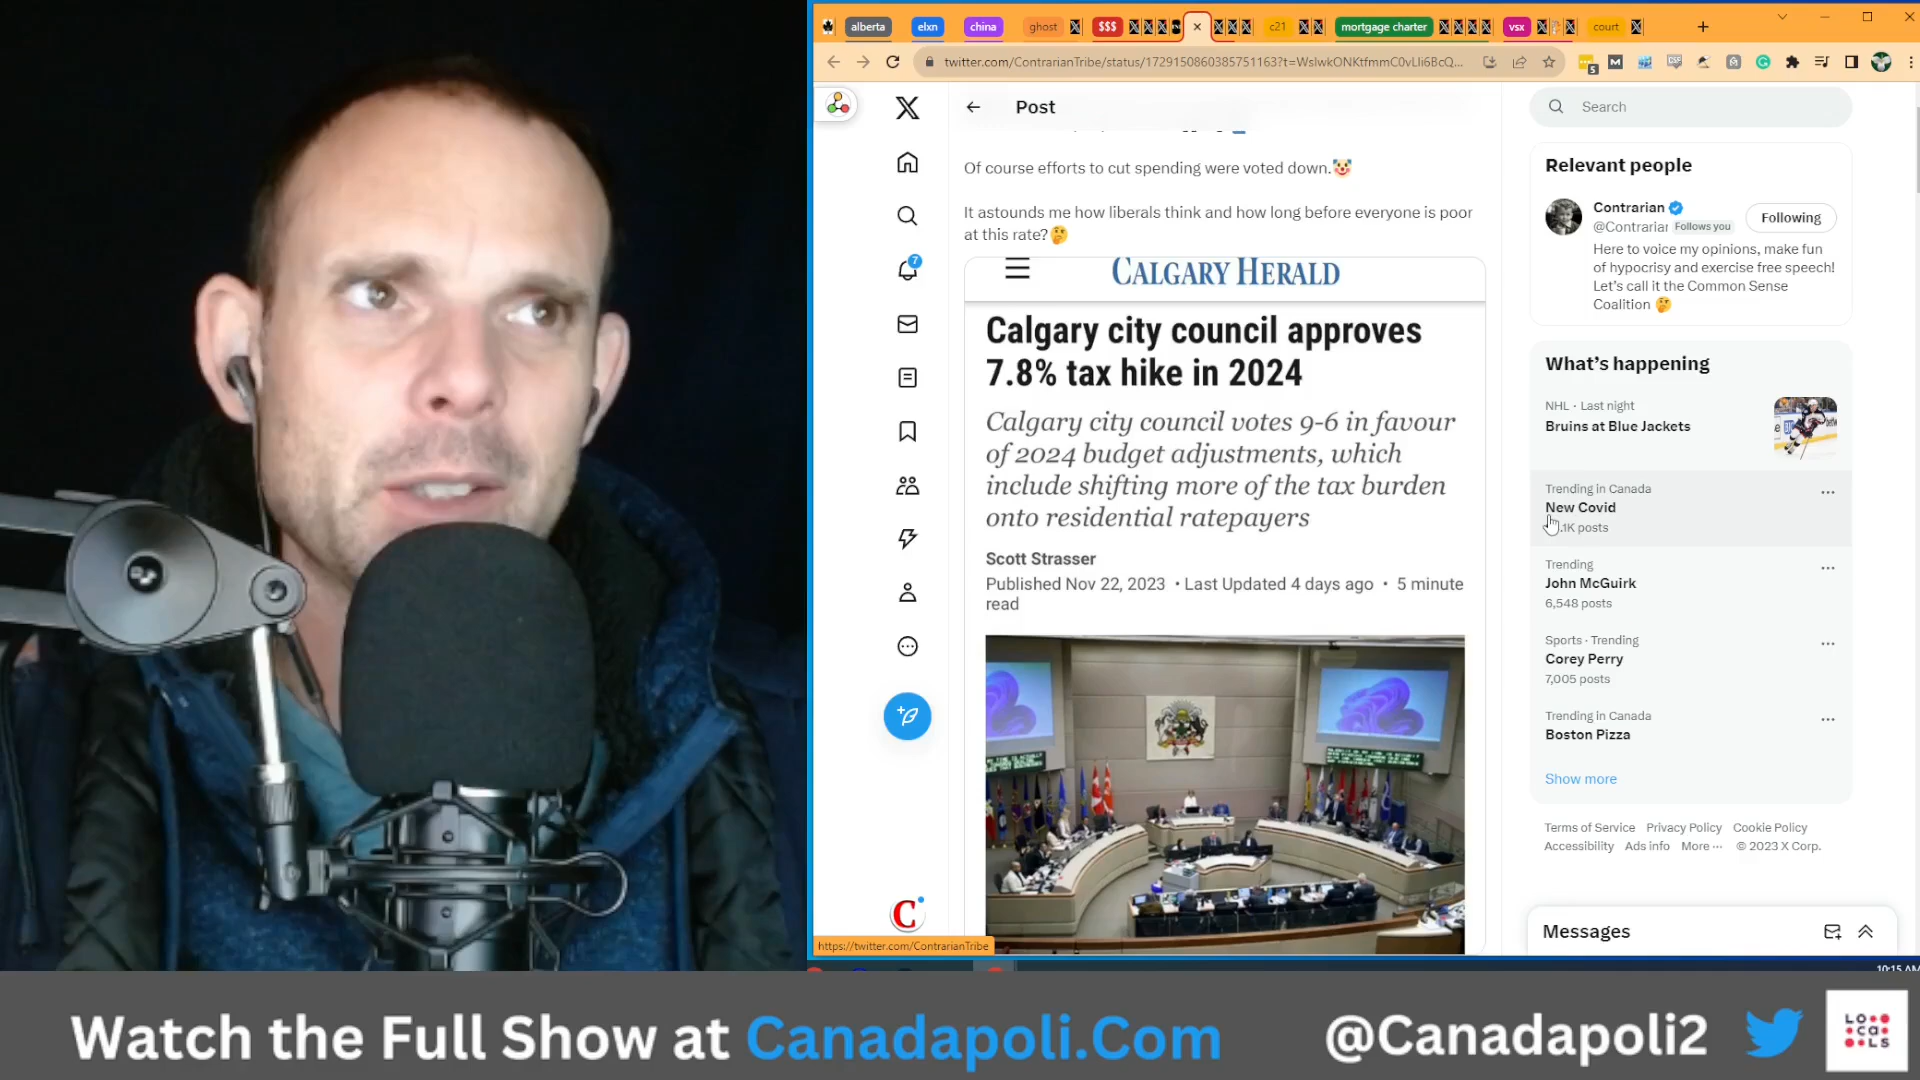 alberta elxn china ghost $$$ c21 mortgage charter vsx court
twitter.com/ContrarianTribe/status/1729150860385751163?t=WslwkONKtfmmC0vLli6BcQ...
Post
Search
Of course efforts to cut spending were voted down.🤡
It astounds me how liberals think and how long before everyone is poor
at this rate?🤔
CALGARY HERALD
Calgary city council approves
7.8% tax hike in 2024
Calgary city council votes 9-6 in favour
of 2024 budget adjustments, which
include shifting more of the tax burden
onto residential ratepayers
Scott Strasser
Published Nov 22, 2023 • Last Updated 4 days ago • 5 minute
read
7
C
https://twitter.com/ContrarianTribe
Relevant people
Contrarian
@Contrarian Follows you
Following
Here to voice my opinions, make fun
of hypocrisy and exercise free speech!
Let's call it the Common Sense
Coalition 🤔
What's happening
NHL · Last night
Bruins at Blue Jackets
Trending in Canada
New Covid
.1K posts
Trending
John McGuirk
6,548 posts
Sports · Trending
Corey Perry
7,005 posts
Trending in Canada
Boston Pizza
Show more
Terms of Service Privacy Policy Cookie Policy
Accessibility Ads info More ··· © 2023 X Corp.
Messages
10:15 AM
Watch the Full Show at Canadapoli.Com
@Canadapoli2
LO
ca
LS